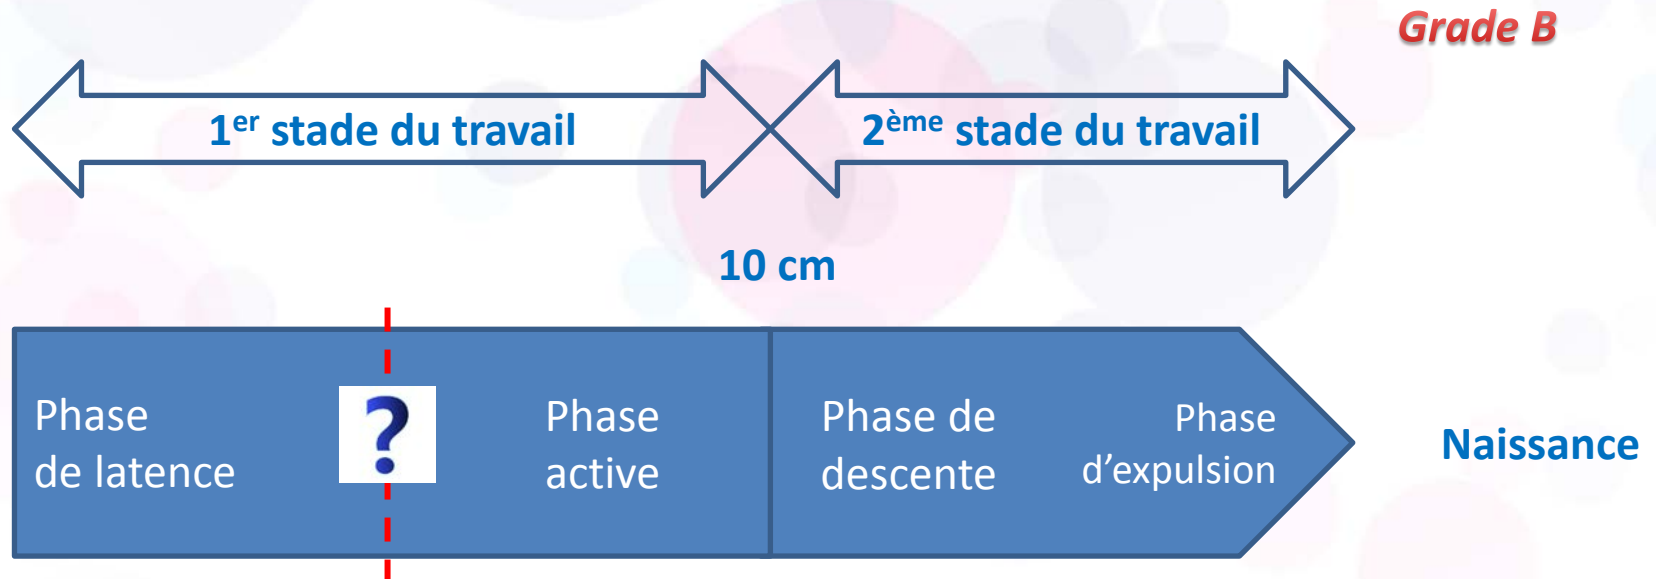 Grade B
1er stade du travail
2ème stade du travail
10 cm
Phase
de latence
?
Phase
active
Phase de
descente
Phase
d’expulsion
Naissance